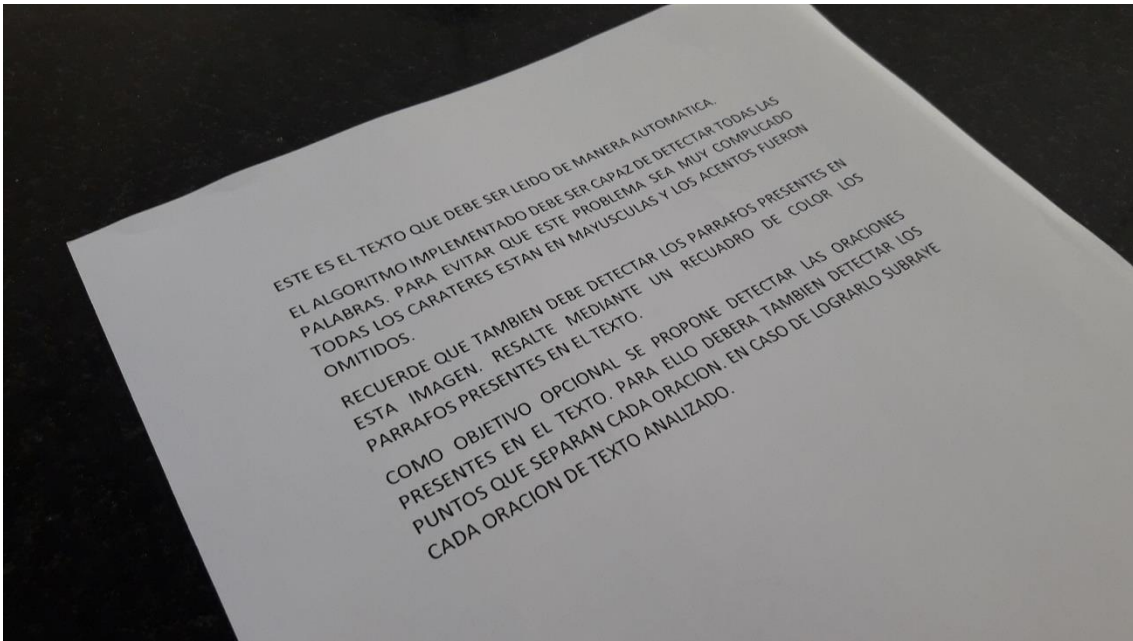 ESTE ES EL TEXTO QUE DEBE SER LEIDO DE MANERA AUTOMATICA.
EL ALGORITMO IMPLEMENTADO DEBE SER CAPAZ DE DETECTAR TODAS LAS
PALABRAS. PARA EVITAR QUE ESTE PROBLEMA SEA MUY COMPLICADO
TODAS LOS CARATERES ESTAN EN MAYUSCULAS Y LOS ACENTOS FUERON
OMITIDOS.
RECUERDE QUE TAMBIEN DEBE DETECTAR LOS PARRAFOS PRESENTES EN
ESTA IMAGEN. RESALTE MEDIANTE UN RECUADRO DE COLOR LOS
PARRAFOS PRESENTES EN EL TEXTO.
COMO OBJETIVO OPCIONAL SE PROPONE DETECTAR LAS ORACIONES
PRESENTES EN EL TEXTO. PARA ELLO DEBERA TAMBIEN DETECTAR LOS
PUNTOS QUE SEPARAN CADA ORACION. EN CASO DE LOGRARLO SUBRAYE
CADA ORACION DE TEXTO ANALIZADO.